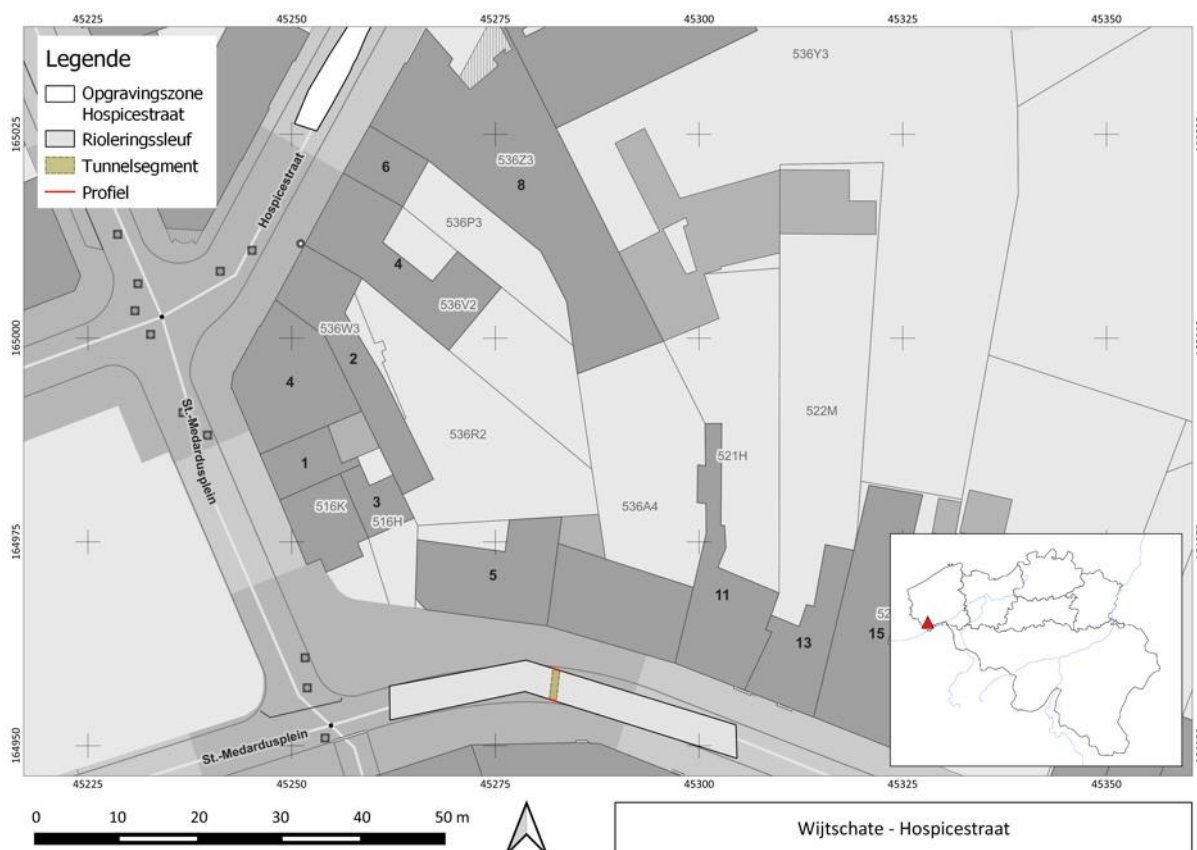 45225 45250 45275 45300 45325 45350
Legende
Opgravingszone
Hospicestraat
Rioleringssleuf
Tunnelsegment
Profiel
165025
165000
164975
164950
Hospicestraat
536Y3
536Z3
8
6
536P3
4
536V2
536W3
2
4
536R2
522M
521H
1
516K
3
516H
536A4
5
11
13
15
St.-Medardusplein
St.-Medardusplein
165025
45225 45250 45275 45300 45325 45350
0 10 20 30 40 50 m
Wijtschate - Hospicestraat